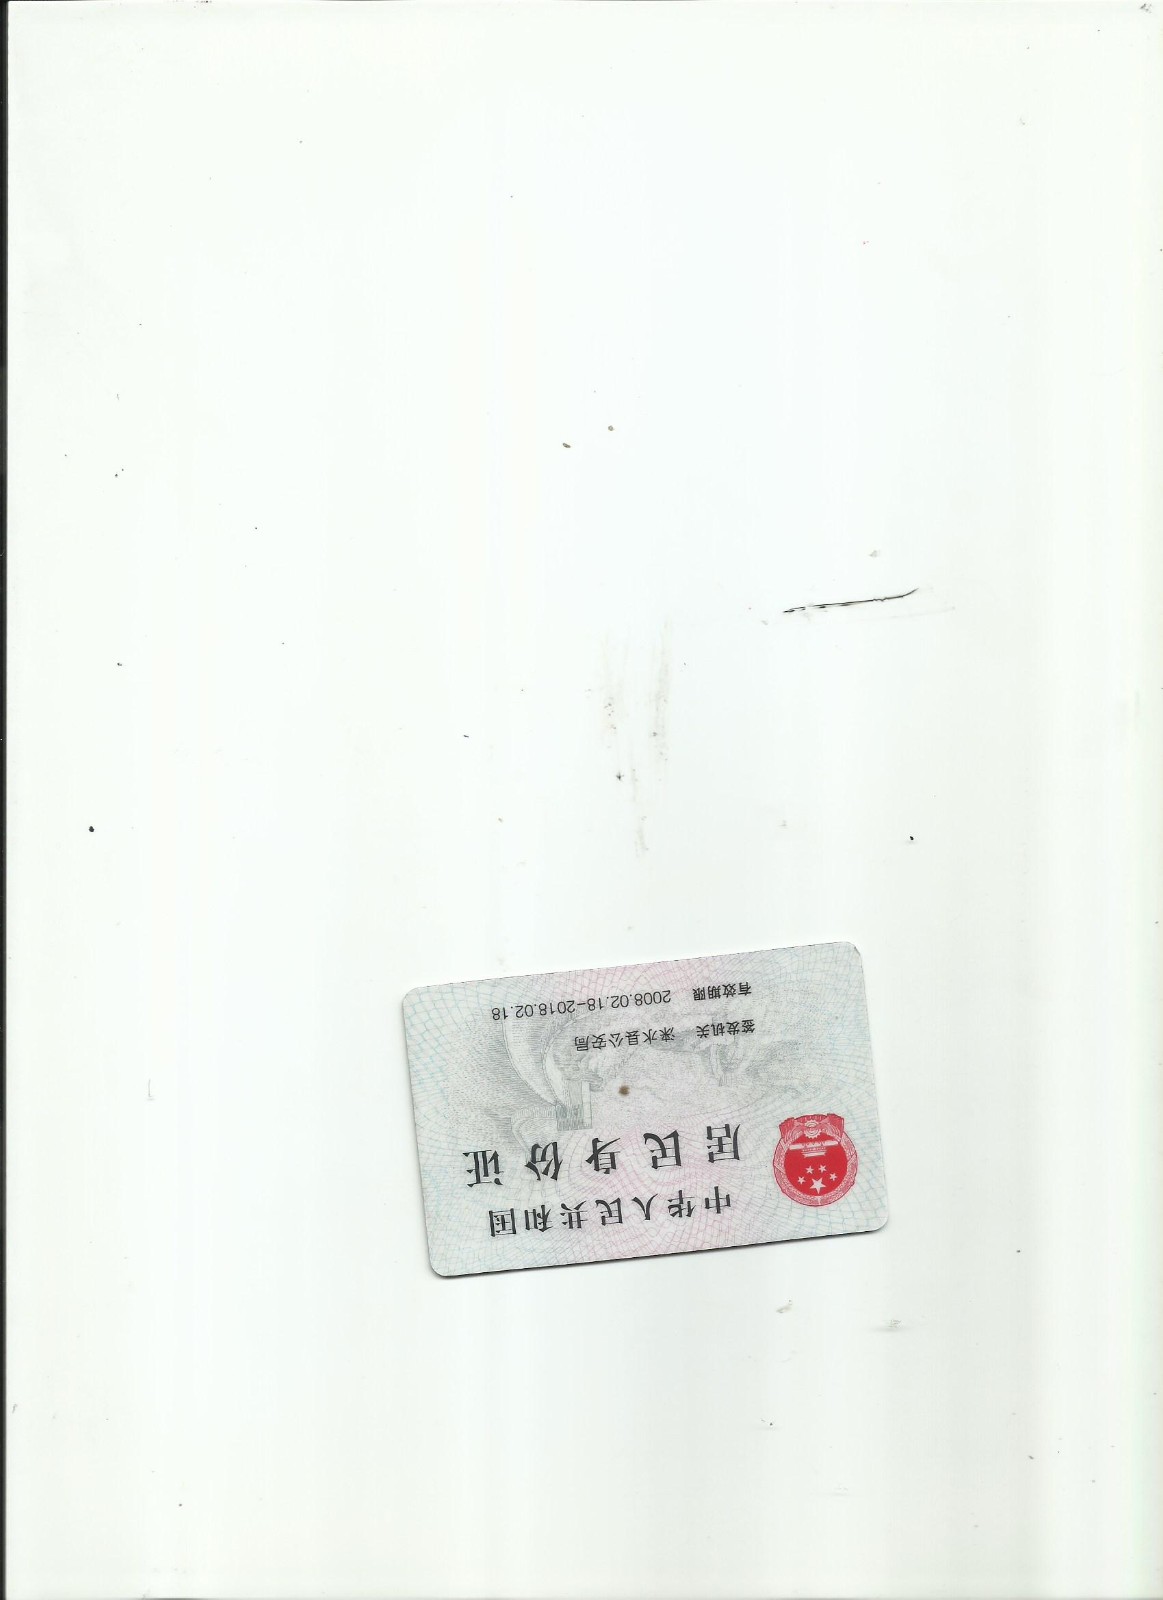 中华人民共和国
居民身份证
签发机关 涞水县公安局
有效期限 2008.02.18-2018.02.18